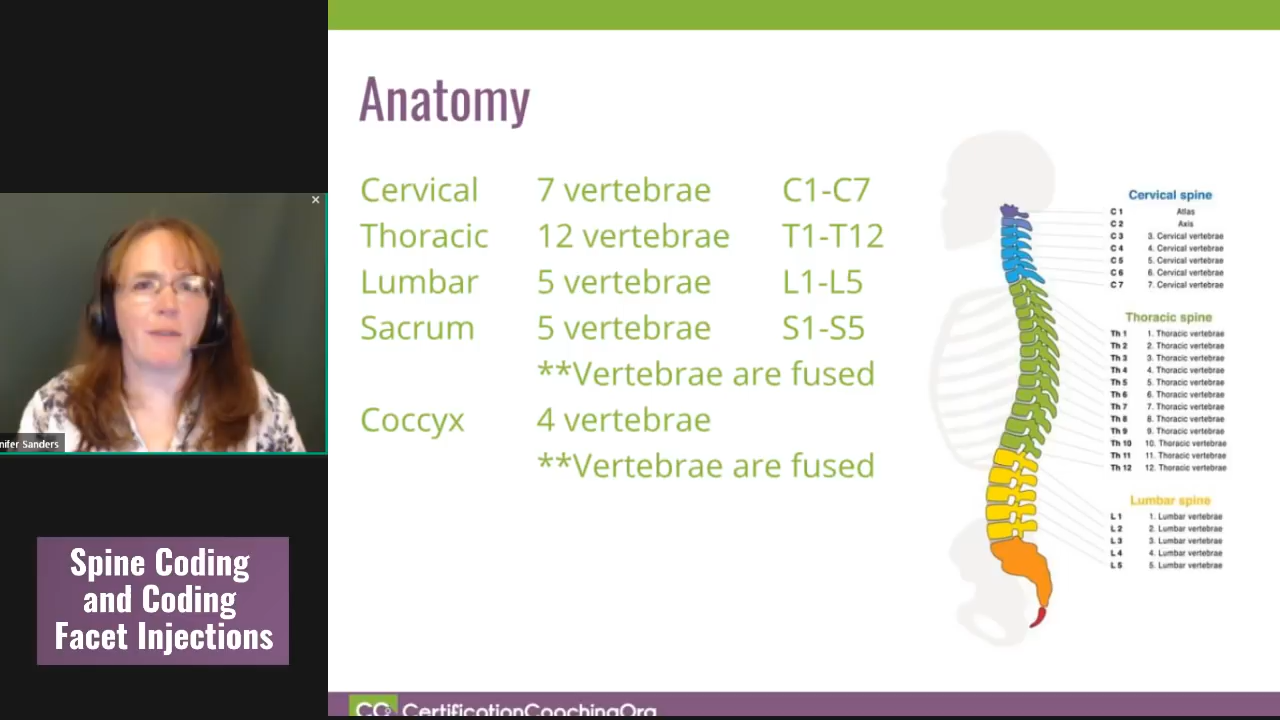 Anatomy
Cervical 7 vertebrae C1-C7
Thoracic 12 vertebrae T1-T12
Lumbar 5 vertebrae L1-L5
Sacrum 5 vertebrae S1-S5
**Vertebrae are fused
Coccyx 4 vertebrae
**Vertebrae are fused
Cervical spine
C 1 Atlas
C 2 Axis
C 3 3. Cervical vertebrae
C 4 4. Cervical vertebrae
C 5 5. Cervical vertebrae
C 6 6. Cervical vertebrae
C 7 7. Cervical vertebrae
Thoracic spine
Th 1 1. Thoracic vertebrae
Th 2 2. Thoracic vertebrae
Th 3 3. Thoracic vertebrae
Th 4 4. Thoracic vertebrae
Th 5 5. Thoracic vertebrae
Th 6 6. Thoracic vertebrae
Th 7 7. Thoracic vertebrae
Th 8 8. Thoracic vertebrae
Th 9 9. Thoracic vertebrae
Th 10 10. Thoracic vertebrae
Th 11 11. Thoracic vertebrae
Th 12 12. Thoracic vertebrae
Lumbar spine
L 1 1. Lumbar vertebrae
L 2 2. Lumbar vertebrae
L 3 3. Lumbar vertebrae
L 4 4. Lumbar vertebrae
L 5 5. Lumbar vertebrae
nifer Sanders
Spine Coding
and Coding
Facet Injections
CCO CertificationCoachingOrg